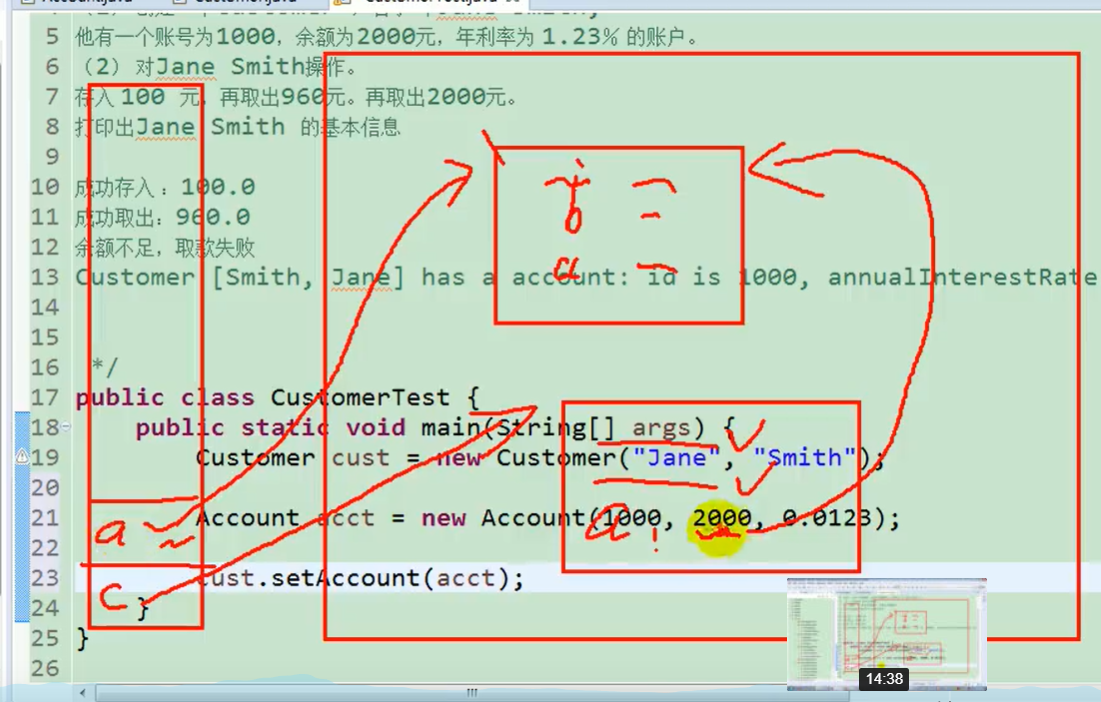 Account.java Customer.java CustomerTest.java
5 他有一个账号为1000，余额为2000元，年利率为 1.23％ 的账户。
6 （2）对Jane Smith操作。
7 存入 100 元，再取出960元。再取出2000元。
8 打印出Jane Smith 的基本信息
9
10 成功存入 ：100.0
11 成功取出：960.0
12 余额不足，取款失败
13 Customer [Smith, Jane] has a account: id is 1000, annualInterestRate
14
15
16 */
17 public class CustomerTest {
18 public static void main(String[] args) {
19 Customer cust = new Customer("Jane", "Smith");
20
21 Account acct = new Account(1000, 2000, 0.0123);
22
23 cust.setAccount(acct);
24 }
25 }
26
a
c
a
a
14:38